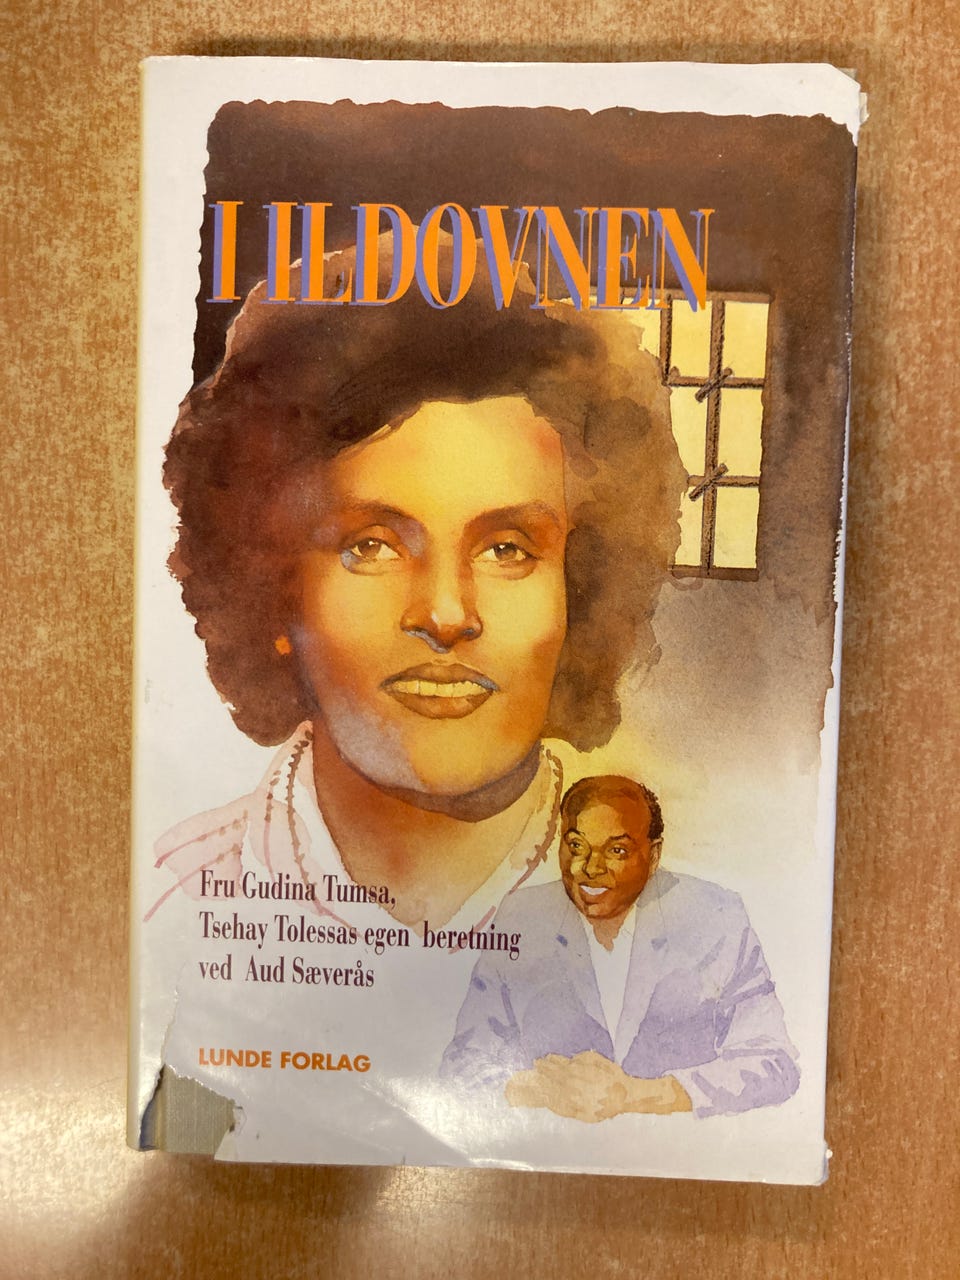 I ILDOVNEN
Fru Gudina Tumsa,
Tsehay Tolessas egen beretning
ved Aud Sæverås
LUNDE FORLAG